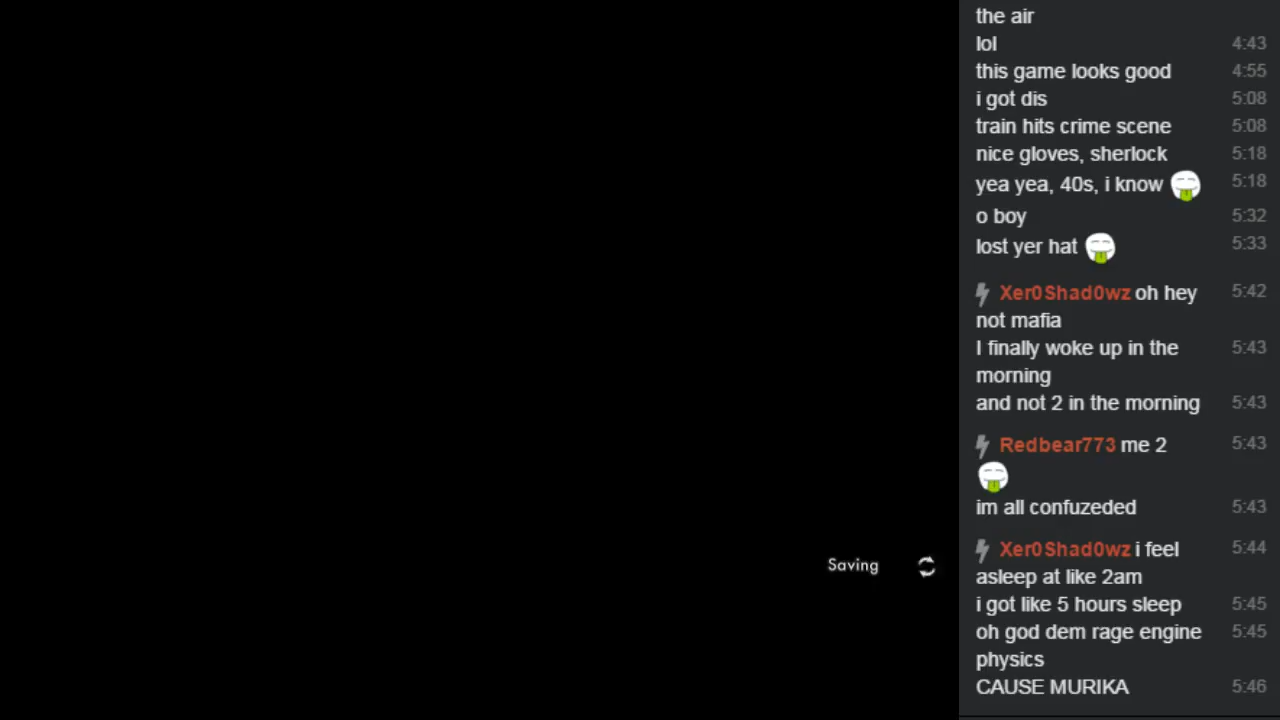 the air
lol 4:43
this game looks good 4:55
i got dis 5:08
train hits crime scene 5:08
nice gloves, sherlock 5:18
yea yea, 40s, i know 5:18
o boy 5:32
lost yer hat 5:33
Xer0Shad0wz oh hey 5:42
not mafia
I finally woke up in the 5:43
morning
and not 2 in the morning 5:43
Redbear773 me 2 5:43
im all confuzeded 5:43
Xer0Shad0wz i feel 5:44
asleep at like 2am
Saving
i got like 5 hours sleep 5:45
oh god dem rage engine 5:45
physics
CAUSE MURIKA 5:46